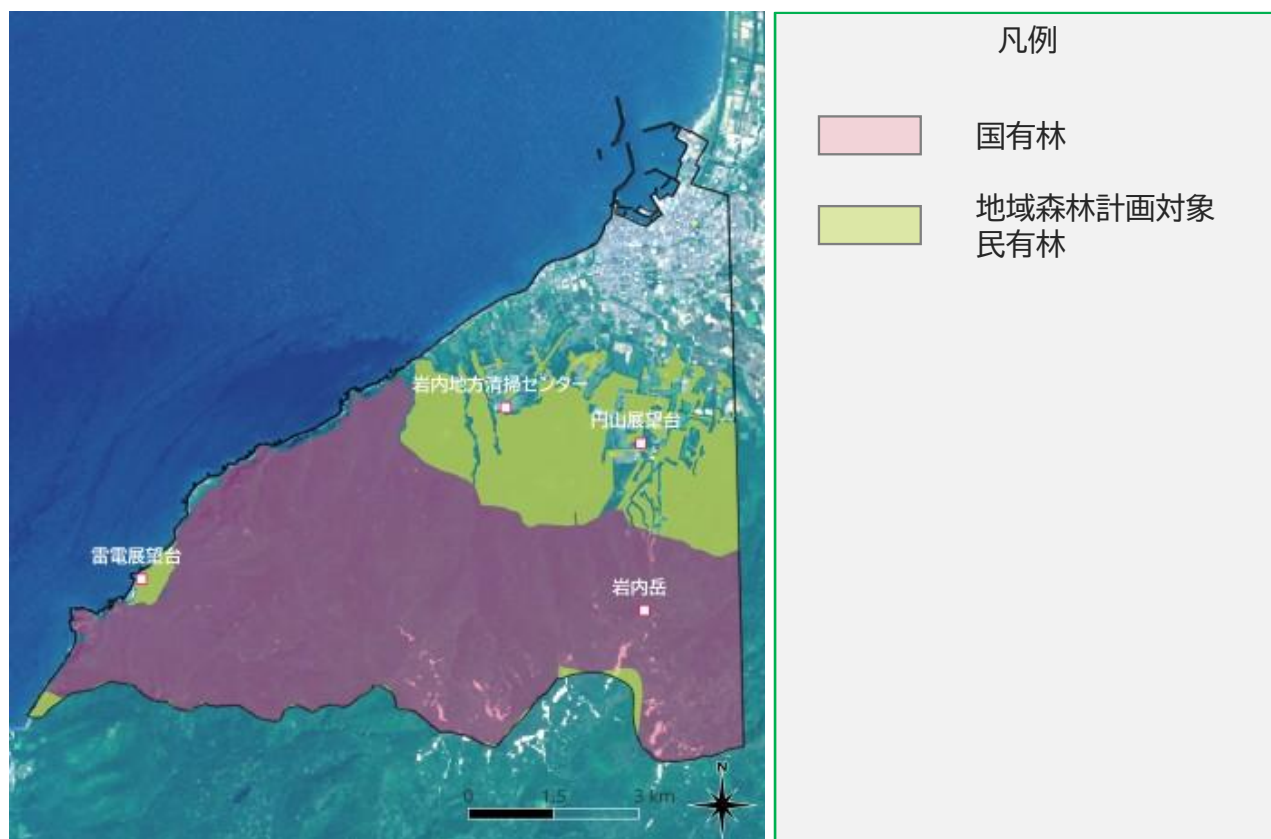 岩内地方清掃センター
円山展望台
雷電展望台
岩内岳
N
0 1.5 3 km
凡例
国有林
地域森林計画対象
民有林